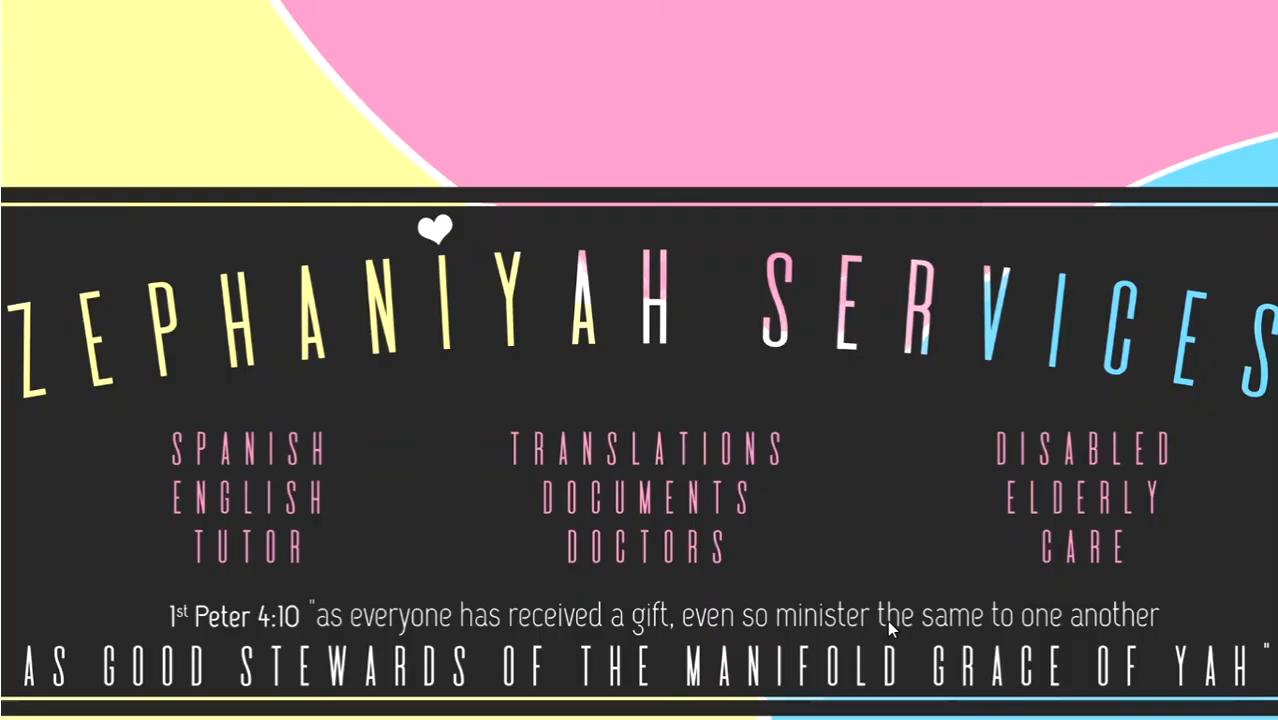 ZEPHANIYAH SERVICES
SPANISH
ENGLISH
TUTOR
TRANSLATIONS
DOCUMENTS
DOCTORS
DISABLED
ELDERLY
CARE
1st Peter 4:10 "as everyone has received a gift, even so minister the same to one another
AS GOOD STEWARDS OF THE MANIFOLD GRACE OF YAH"